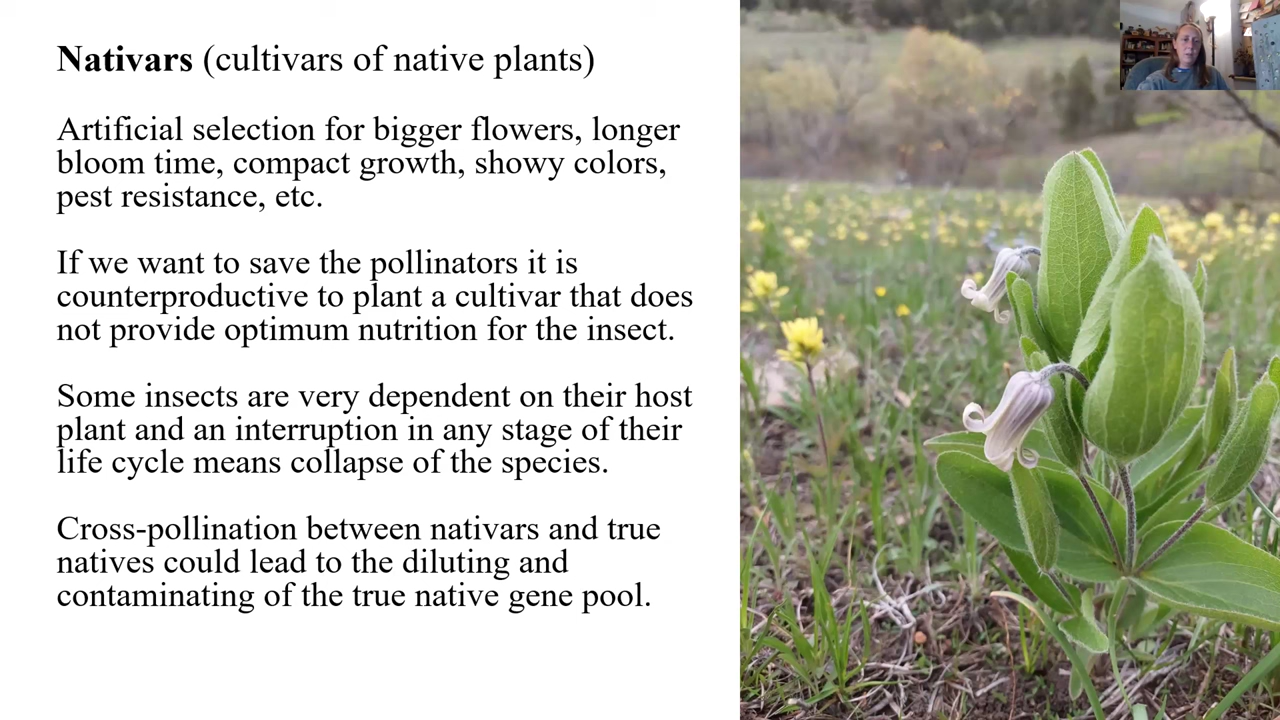 Nativars (cultivars of native plants)
Artificial selection for bigger flowers, longer
bloom time, compact growth, showy colors,
pest resistance, etc.
If we want to save the pollinators it is
counterproductive to plant a cultivar that does
not provide optimum nutrition for the insect.
Some insects are very dependent on their host
plant and an interruption in any stage of their
life cycle means collapse of the species.
Cross-pollination between nativars and true
natives could lead to the diluting and
contaminating of the true native gene pool.